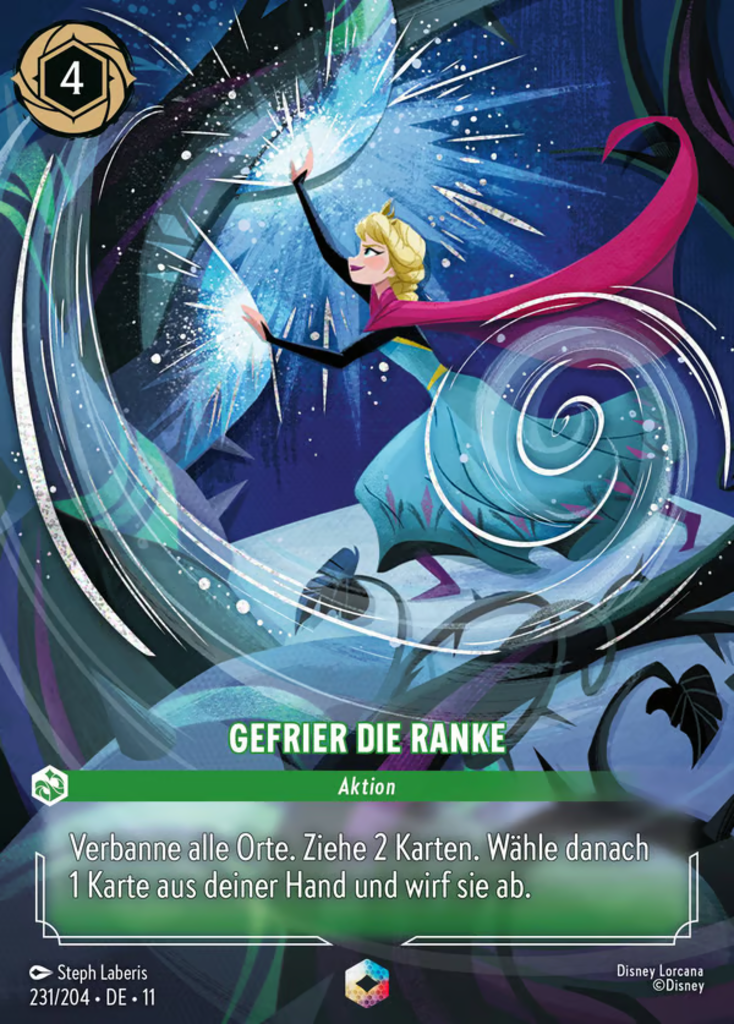 4
GEFRIER DIE RANKE
Aktion
Verbanne alle Orte. Ziehe 2 Karten. Wähle danach
1 Karte aus deiner Hand und wirf sie ab.
Steph Laberis
Disney Lorcana
231/204 • DE • 11
©Disney